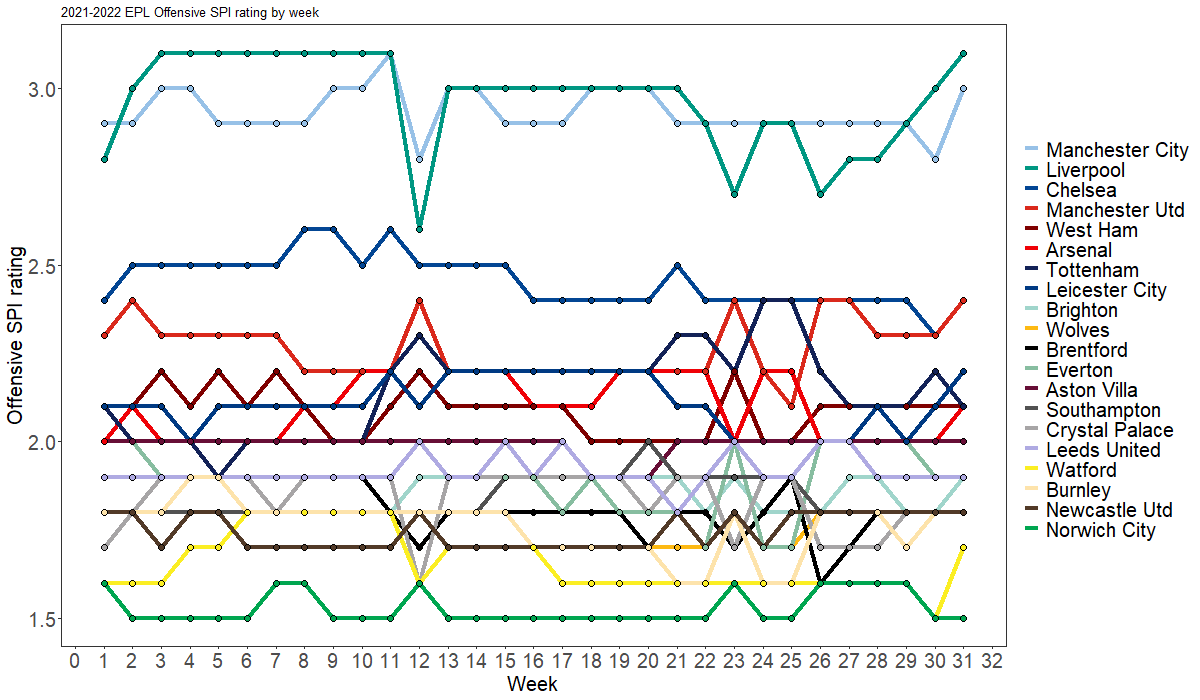 2021-2022 EPL Offensive SPI rating by week
Offensive SPI rating
3.0
2.5
2.0
1.5
0 1 2 3 4 5 6 7 8 9 10 11 12 13 14 15 16 17 18 19 20 21 22 23 24 25 26 27 28 29 30 31 32
Week
Manchester City
Liverpool
Chelsea
Manchester Utd
West Ham
Arsenal
Tottenham
Leicester City
Brighton
Wolves
Brentford
Everton
Aston Villa
Southampton
Crystal Palace
Leeds United
Watford
Burnley
Newcastle Utd
Norwich City